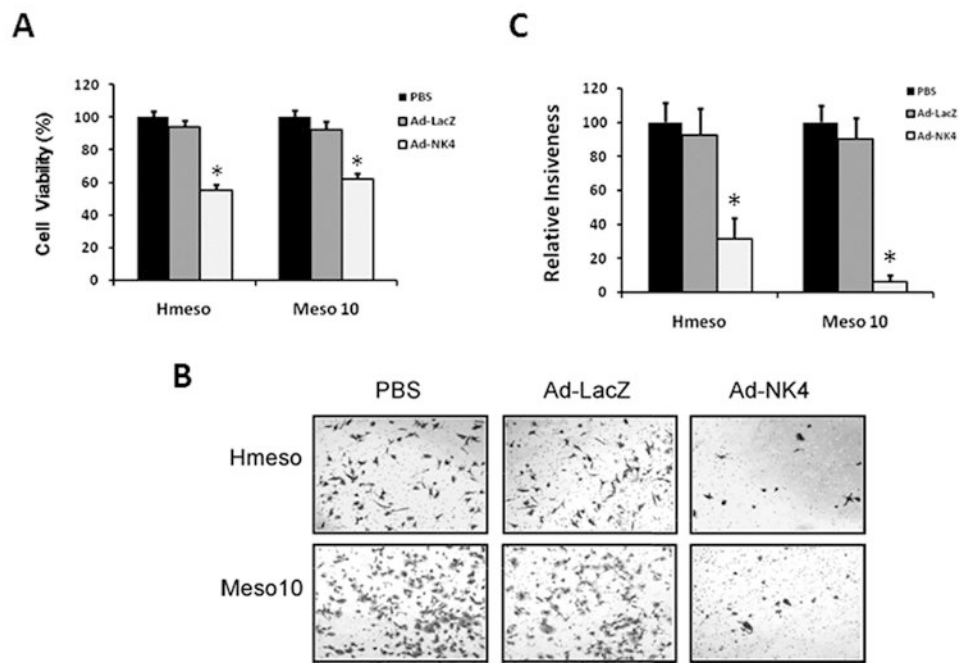 A
Cell Viability (%)
120
100
80
60
40
20
0
*
*
Hmeso
Meso 10
PBS
Ad-LacZ
Ad-NK4
C
Relative Insiveness
120
100
80
60
40
20
0
*
*
Hmeso
Meso 10
PBS
Ad-LacZ
Ad-NK4
B
PBS
Ad-LacZ
Ad-NK4
Hmeso
Meso10